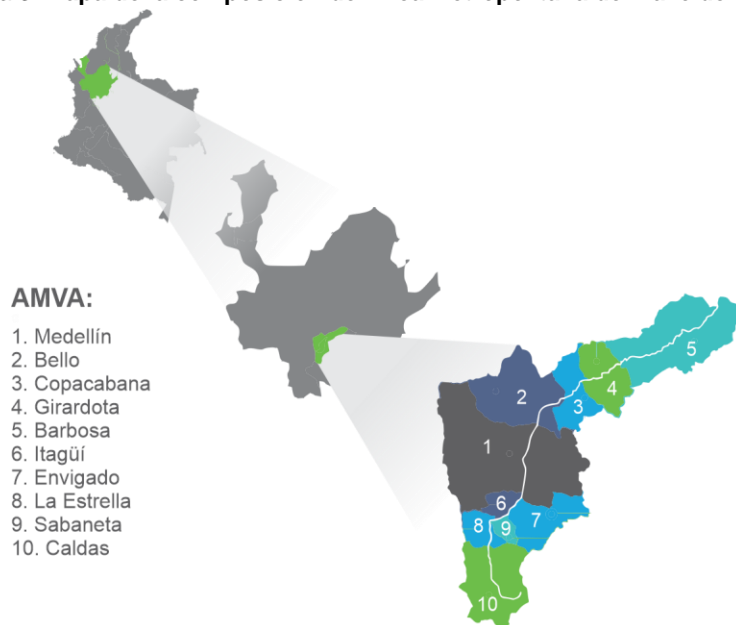 AMVA:
1. Medellín
2. Bello
3. Copacabana
4. Girardota
5. Barbosa
6. Itagüí
7. Envigado
8. La Estrella
9. Sabaneta
10. Caldas
5
4
2
3
1
6
7
8
9
10